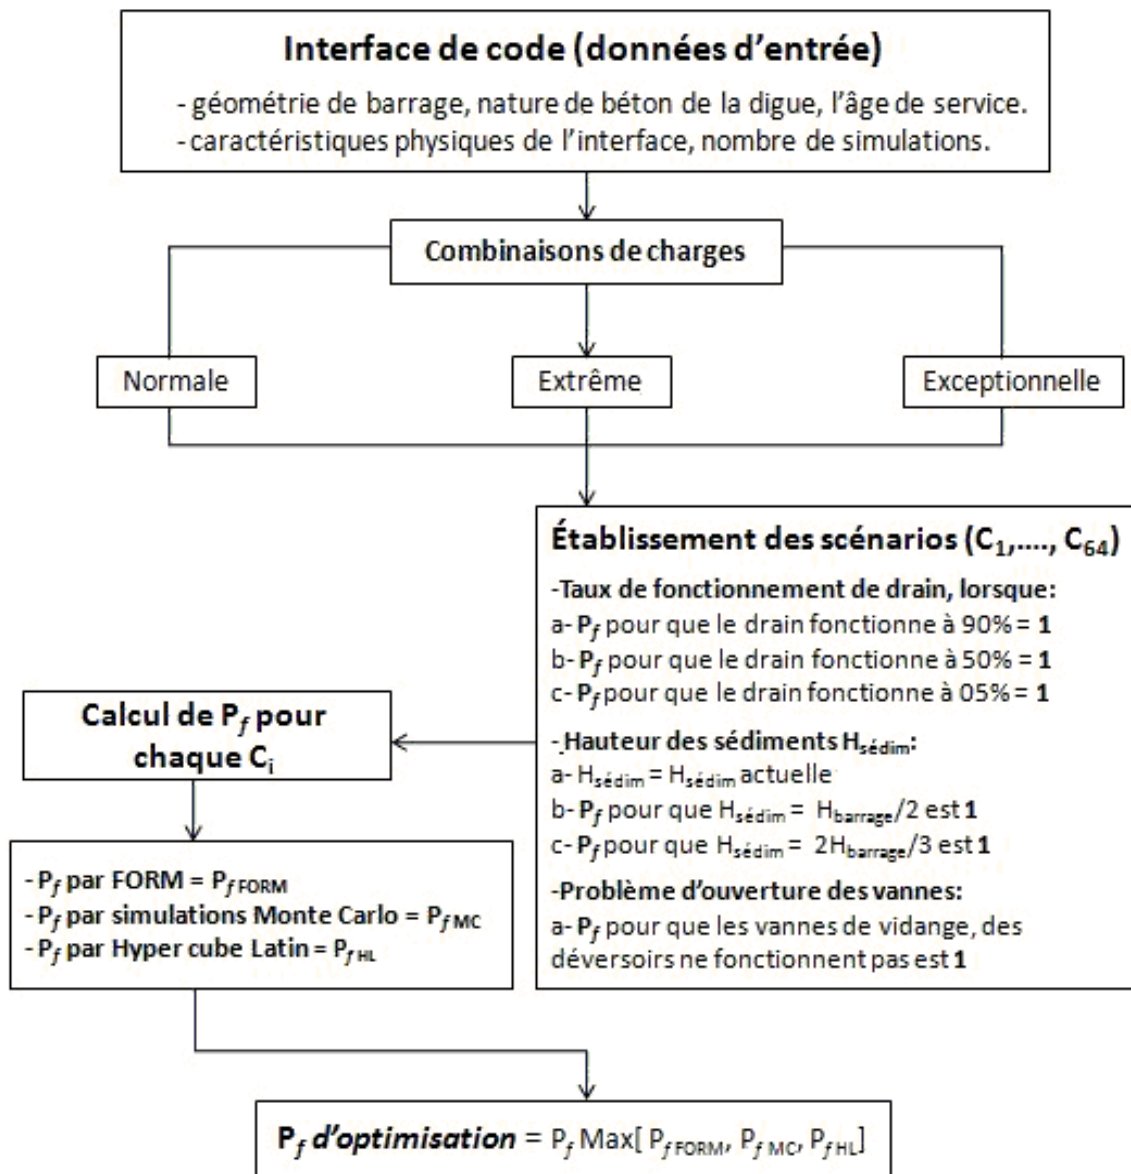 Interface de code (données d'entrée)
- géométrie de barrage, nature de béton de la digue, l'âge de service.
- caractéristiques physiques de l'interface, nombre de simulations.
Combinaisons de charges
Normale
Extrême
Exceptionnelle
Établissement des scénarios (C₁,...., C₆₄)
-Taux de fonctionnement de drain, lorsque:
a- Pf pour que le drain fonctionne à 90% = 1
b- Pf pour que le drain fonctionne à 50% = 1
c- Pf pour que le drain fonctionne à 05% = 1
- Hauteur des sédiments Hsédim:
a- Hsédim = Hsédim actuelle
b- Pf pour que Hsédim = Hbarrage/2 est 1
c- Pf pour que Hsédim = 2Hbarrage/3 est 1
-Problème d'ouverture des vannes:
a- Pf pour que les vannes de vidange, des
déversoirs ne fonctionnent pas est 1
Calcul de Pf pour
chaque Ci
- Pf par FORM = Pf FORM
- Pf par simulations Monte Carlo = Pf MC
- Pf par Hyper cube Latin = Pf HL
Pf d'optimisation = Pf Max[ Pf FORM, Pf MC, Pf HL]